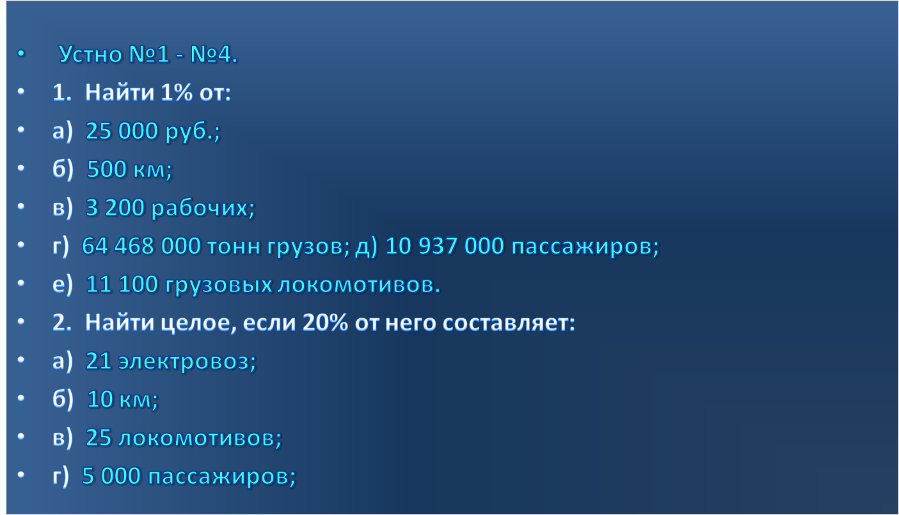 • Устно №1 - №4.
• 1. Найти 1% от:
• а) 25 000 руб.;
• б) 500 км;
• в) 3 200 рабочих;
• г) 64 468 000 тонн грузов; д) 10 937 000 пассажиров;
• е) 11 100 грузовых локомотивов.
• 2. Найти целое, если 20% от него составляет:
• а) 21 электровоз;
• б) 10 км;
• в) 25 локомотивов;
• г) 5 000 пассажиров;